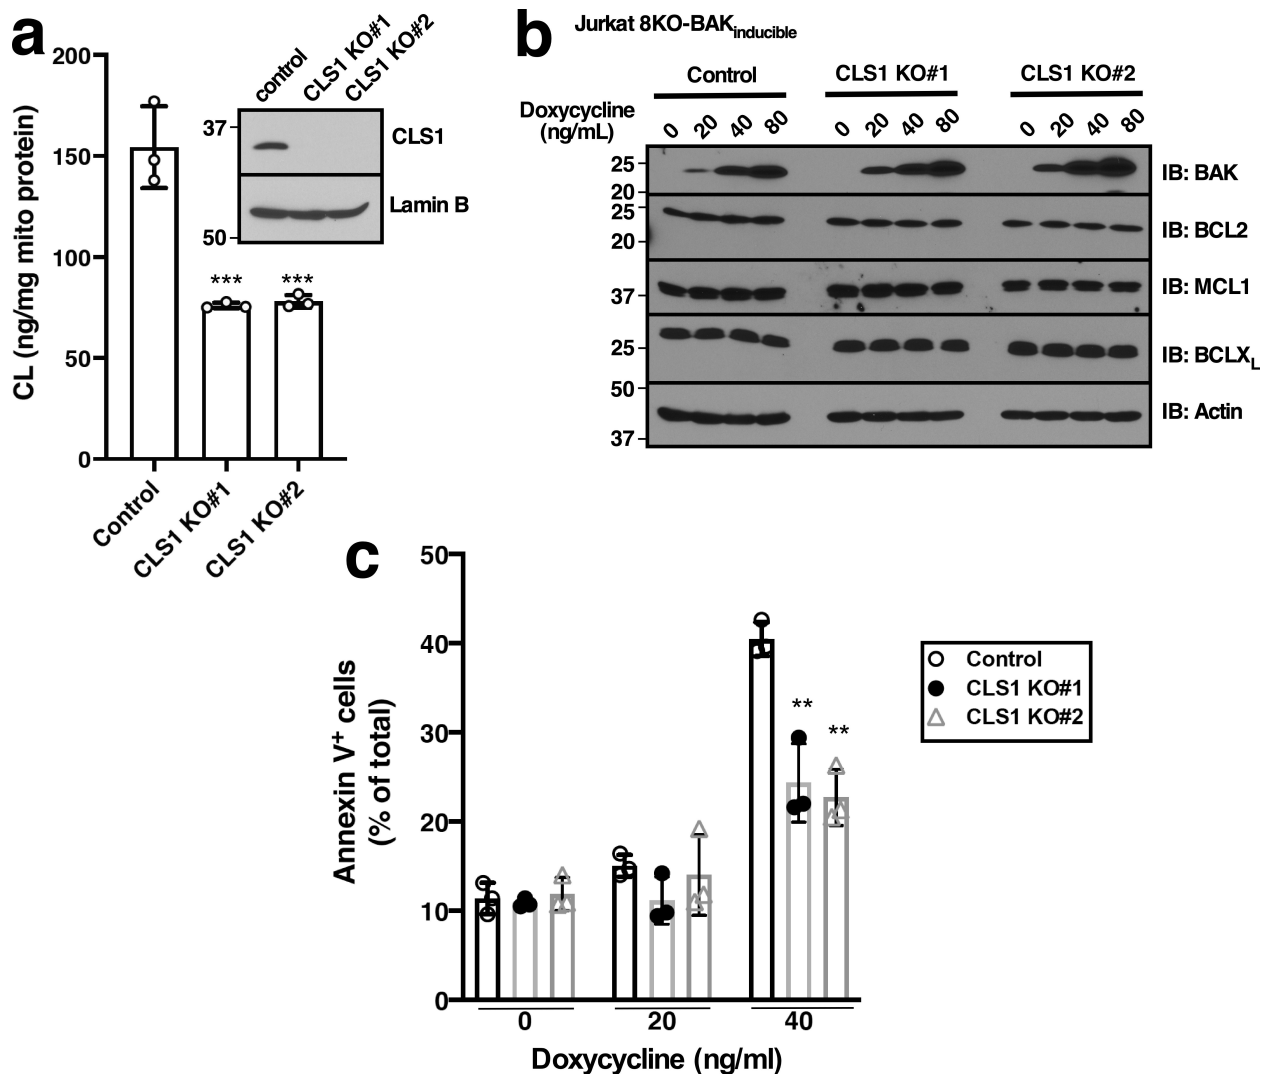 a
200
150
100
50
0
CL (ng/mg mito protein)
control
CLS1 KO#1
CLS1 KO#2
37
CLS1
Lamin B
50
***
***
Control
CLS1 KO#1
CLS1 KO#2
b
Jurkat 8KO-BAKinducible
Control
CLS1 KO#1
CLS1 KO#2
Doxycycline
(ng/mL)
0 20 40 80
0 20 40 80
0 20 40 80
25
20
IB: BAK
25
20
IB: BCL2
37
IB: MCL1
25
IB: BCLXL
50
37
IB: Actin
c
50
40
30
20
10
0
Annexin V+ cells
(% of total)
**
**
Control
CLS1 KO#1
CLS1 KO#2
0 20 40
Doxycycline (ng/ml)